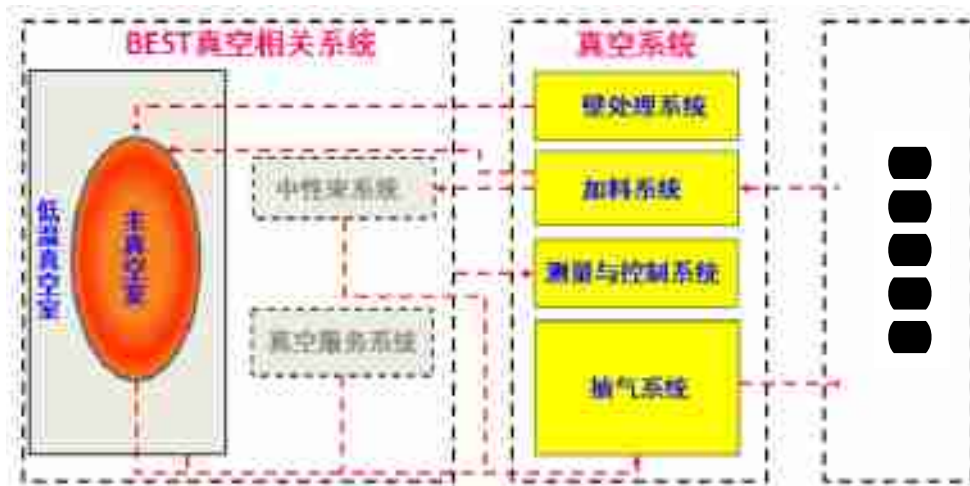 BEST真空相关系统
真空系统
壁处理系统
中性束系统
加料系统
低温真空室
主真空室
测量与控制系统
真空服务系统
抽气系统